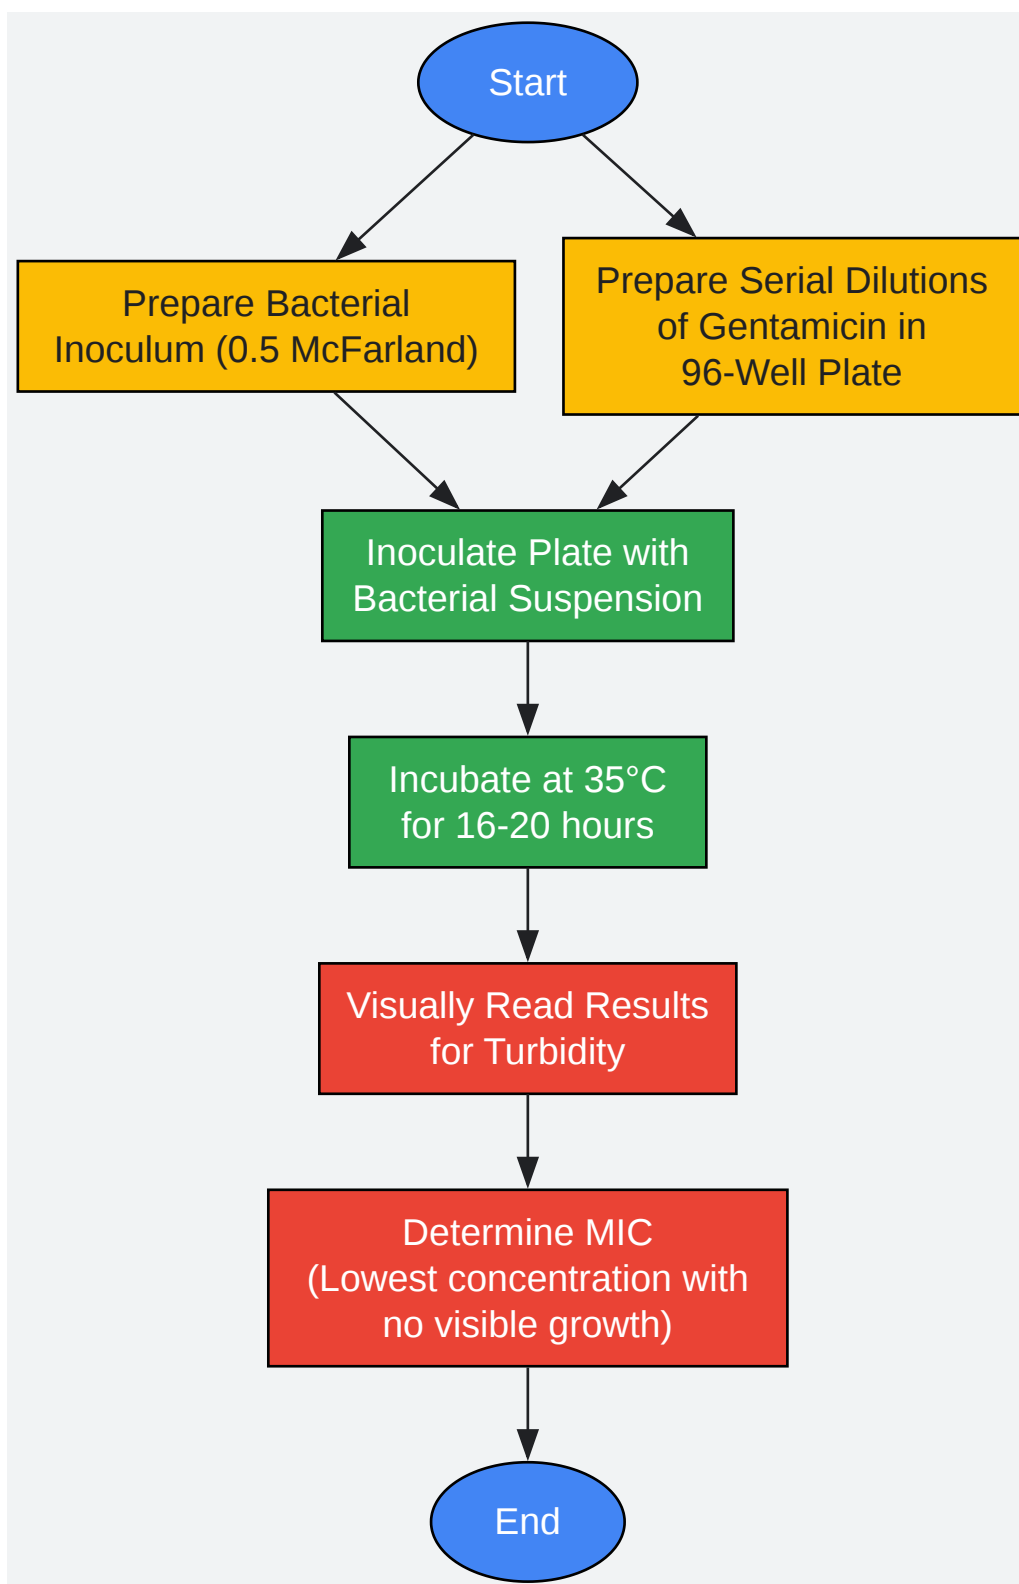 Start
Prepare Bacterial
Inoculum (0.5 McFarland)
Prepare Serial Dilutions
of Gentamicin in
96-Well Plate
Inoculate Plate with
Bacterial Suspension
Incubate at 35°C
for 16-20 hours
Visually Read Results
for Turbidity
Determine MIC
(Lowest concentration with
no visible growth)
End